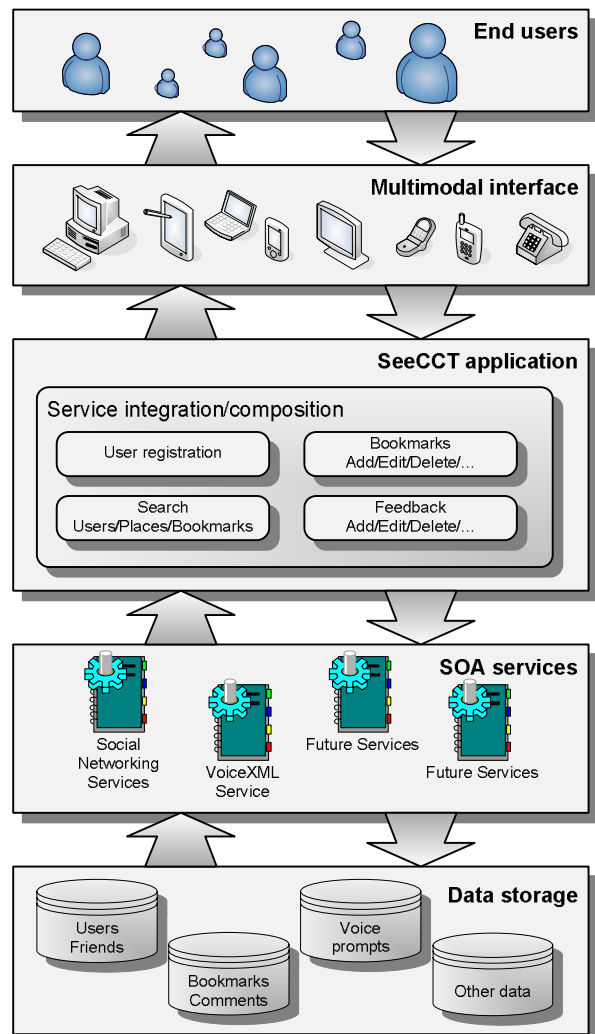 End users
Multimodal interface
SeeCCT application
Service integration/composition
User registration
Bookmarks
Add/Edit/Delete/...
Search
Users/Places/Bookmarks
Feedback
Add/Edit/Delete/...
SOA services
Social
Networking
Services
VoiceXML
Service
Future Services
Future Services
Data storage
Users
Friends
Bookmarks
Comments
Voice
prompts
Other data